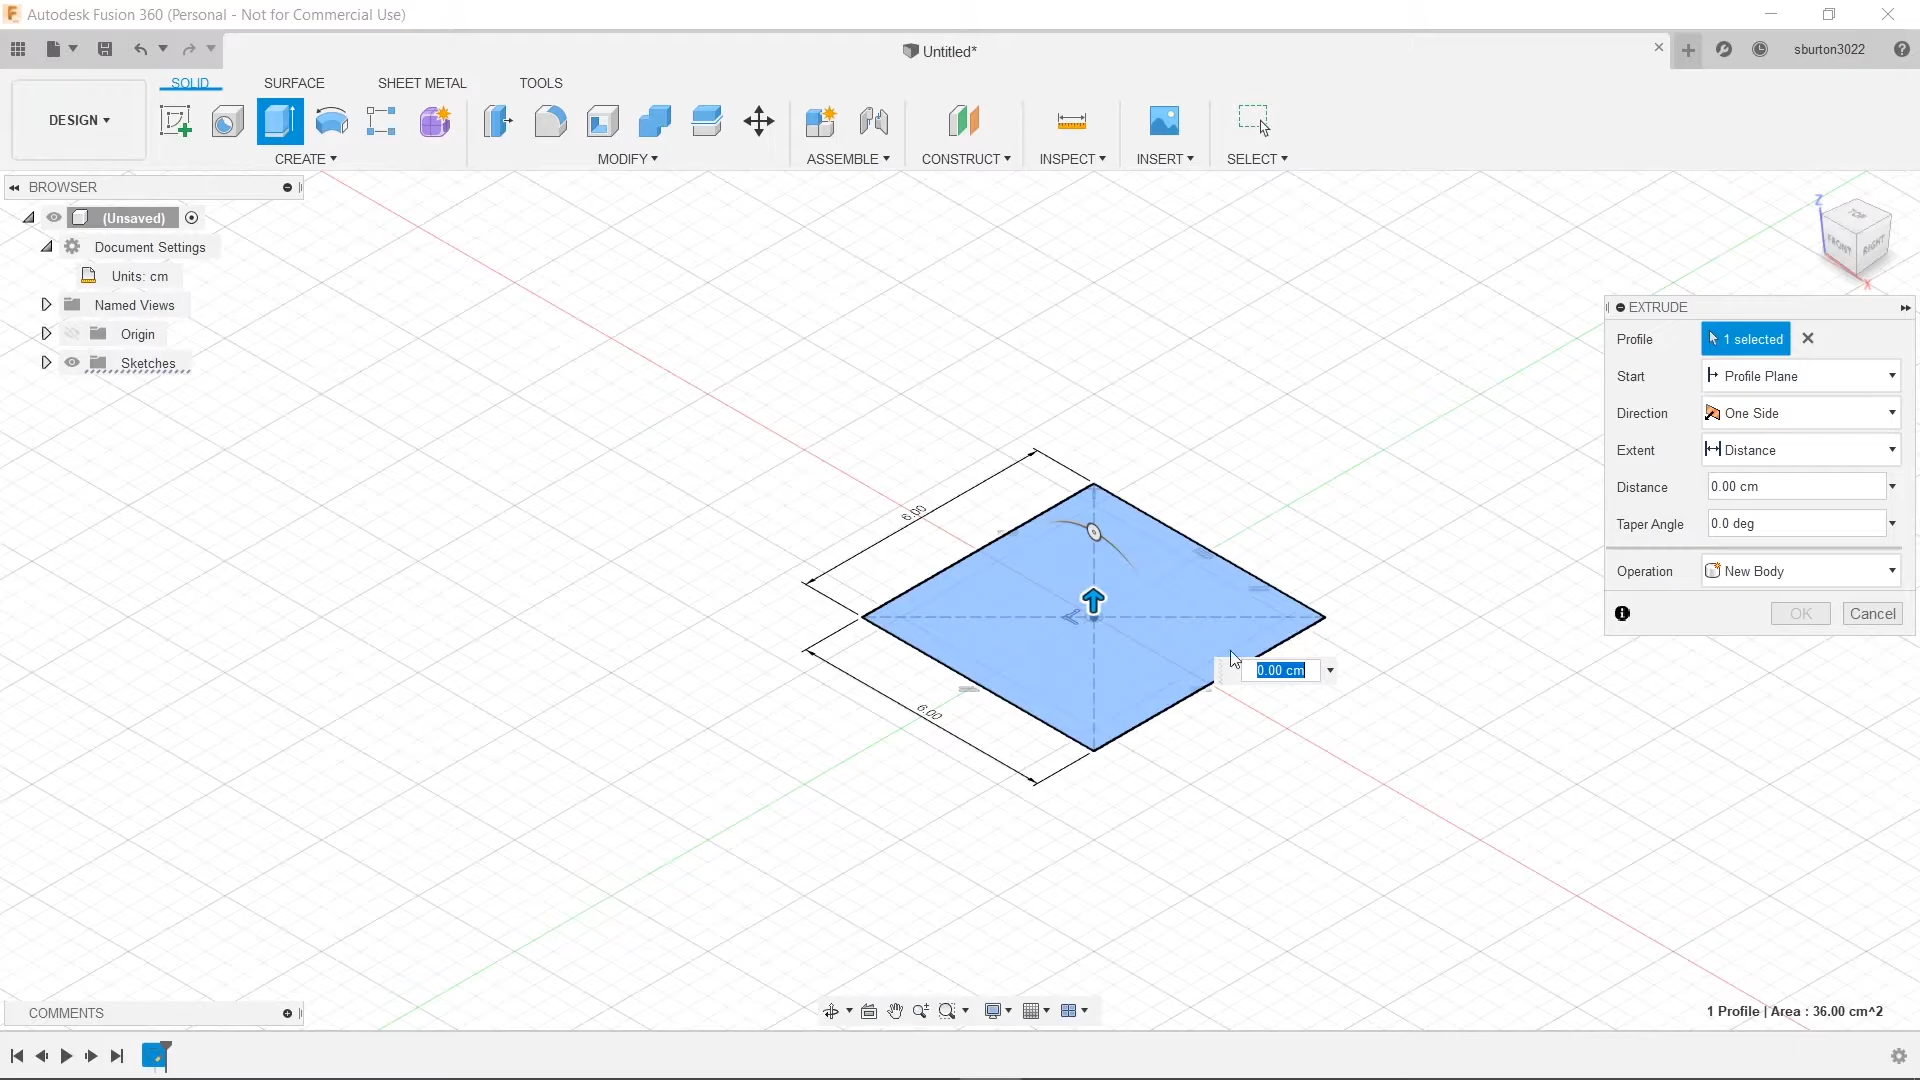 Autodesk Fusion 360 (Personal - Not for Commercial Use)
Untitled*
sburton3022
DESIGN
SOLID
SURFACE
SHEET METAL
TOOLS
CREATE
MODIFY
ASSEMBLE
CONSTRUCT
INSPECT
INSERT
SELECT
BROWSER
(Unsaved)
Document Settings
Units: cm
Named Views
Origin
Sketches
Z
TOP
FRONT
RIGHT
X
EXTRUDE
Profile
1 selected
Start
Profile Plane
Direction
One Side
Extent
Distance
Distance
0.00 cm
Taper Angle
0.0 deg
Operation
New Body
OK
Cancel
6.00
6.00
0.00 cm
COMMENTS
1 Profile | Area : 36.00 cm^2